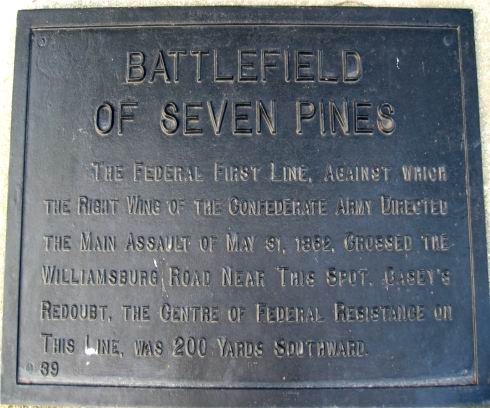 BATTLEFIELD
OF SEVEN PINES
THE FEDERAL FIRST LINE, AGAINST WHICH
THE RIGHT WING OF THE CONFEDERATE ARMY DIRECTED
THE MAIN ASSAULT OF MAY 31, 1862, CROSSED THE
WILLIAMSBURG ROAD NEAR THIS SPOT. CASEY'S
REDOUBT, THE CENTRE OF FEDERAL RESISTANCE ON
THIS LINE, WAS 200 YARDS SOUTHWARD.
39